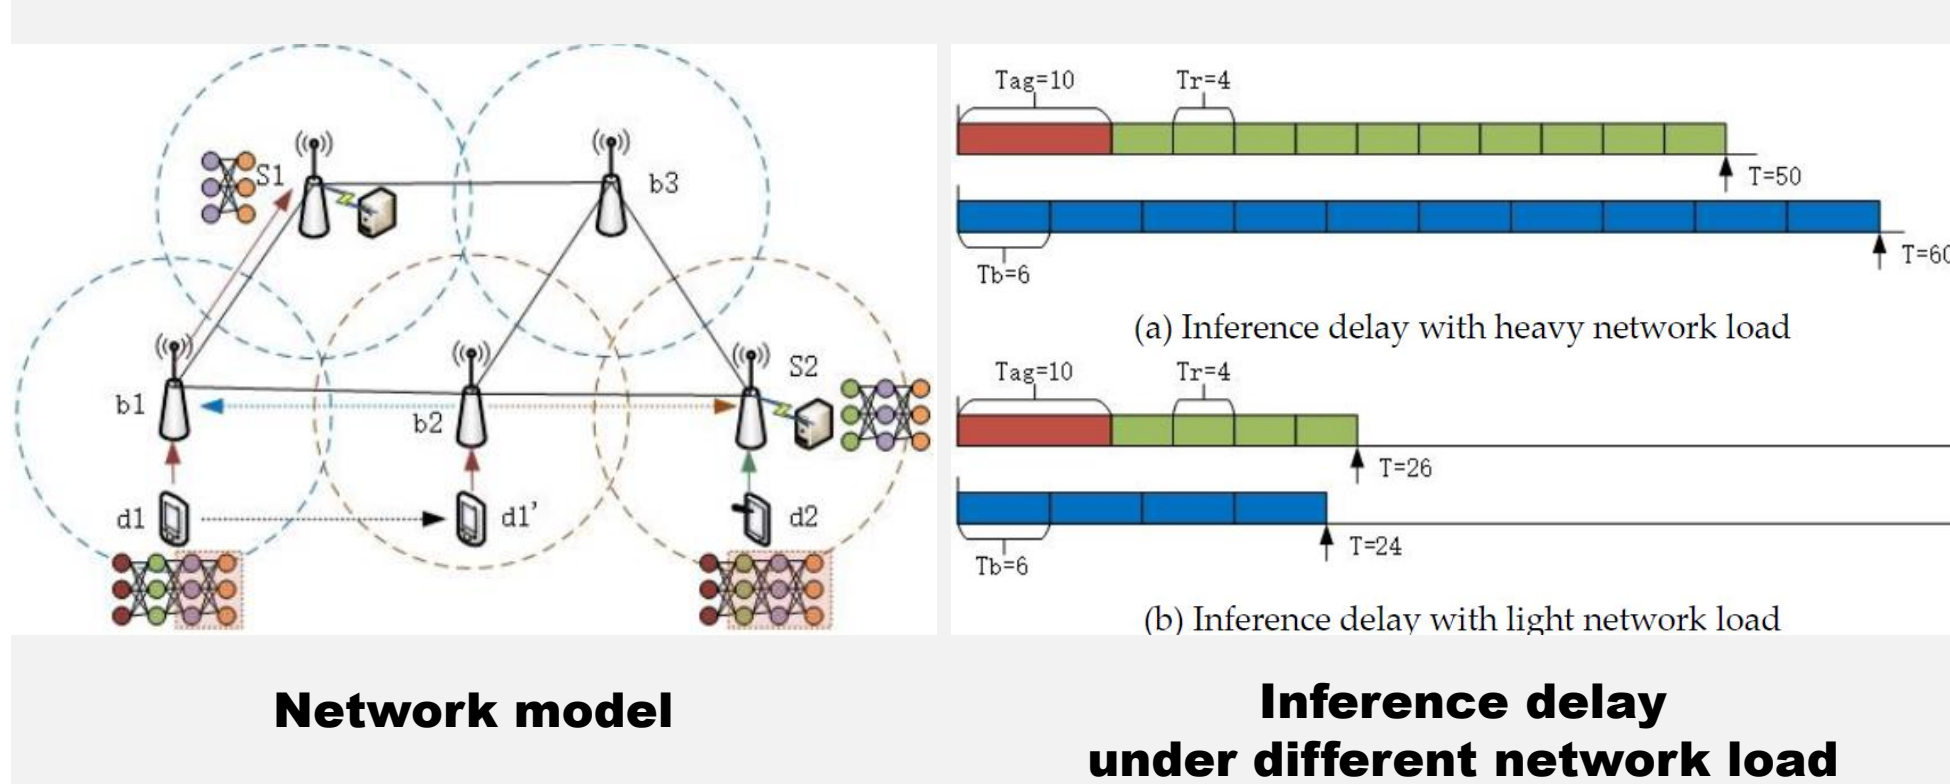 S1
b3
b1
b2
S2
d1
d1’
d2
Network model
Tag=10
Tr=4
T=50
Tb=6
T=60
(a) Inference delay with heavy network load
Tag=10
Tr=4
T=26
Tb=6
T=24
(b) Inference delay with light network load
Inference delay
under different network load